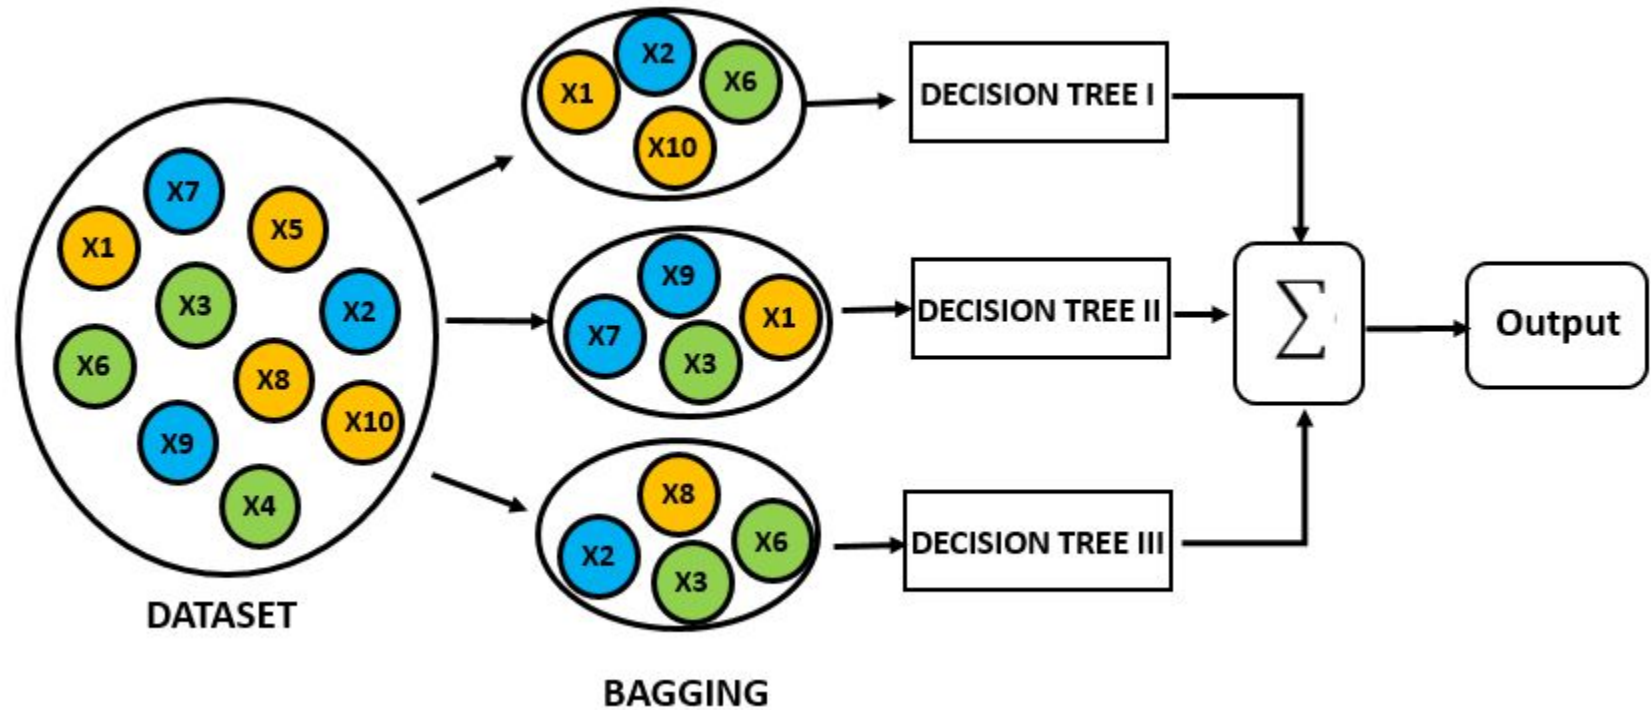 X7
X1
X5
X3
X2
X6
X8
X10
X9
X4
DATASET
X2
X1
X6
X10
X9
X7
X1
X3
X8
X2
X6
X3
BAGGING
DECISION TREE I
DECISION TREE II
DECISION TREE III
∑
Output